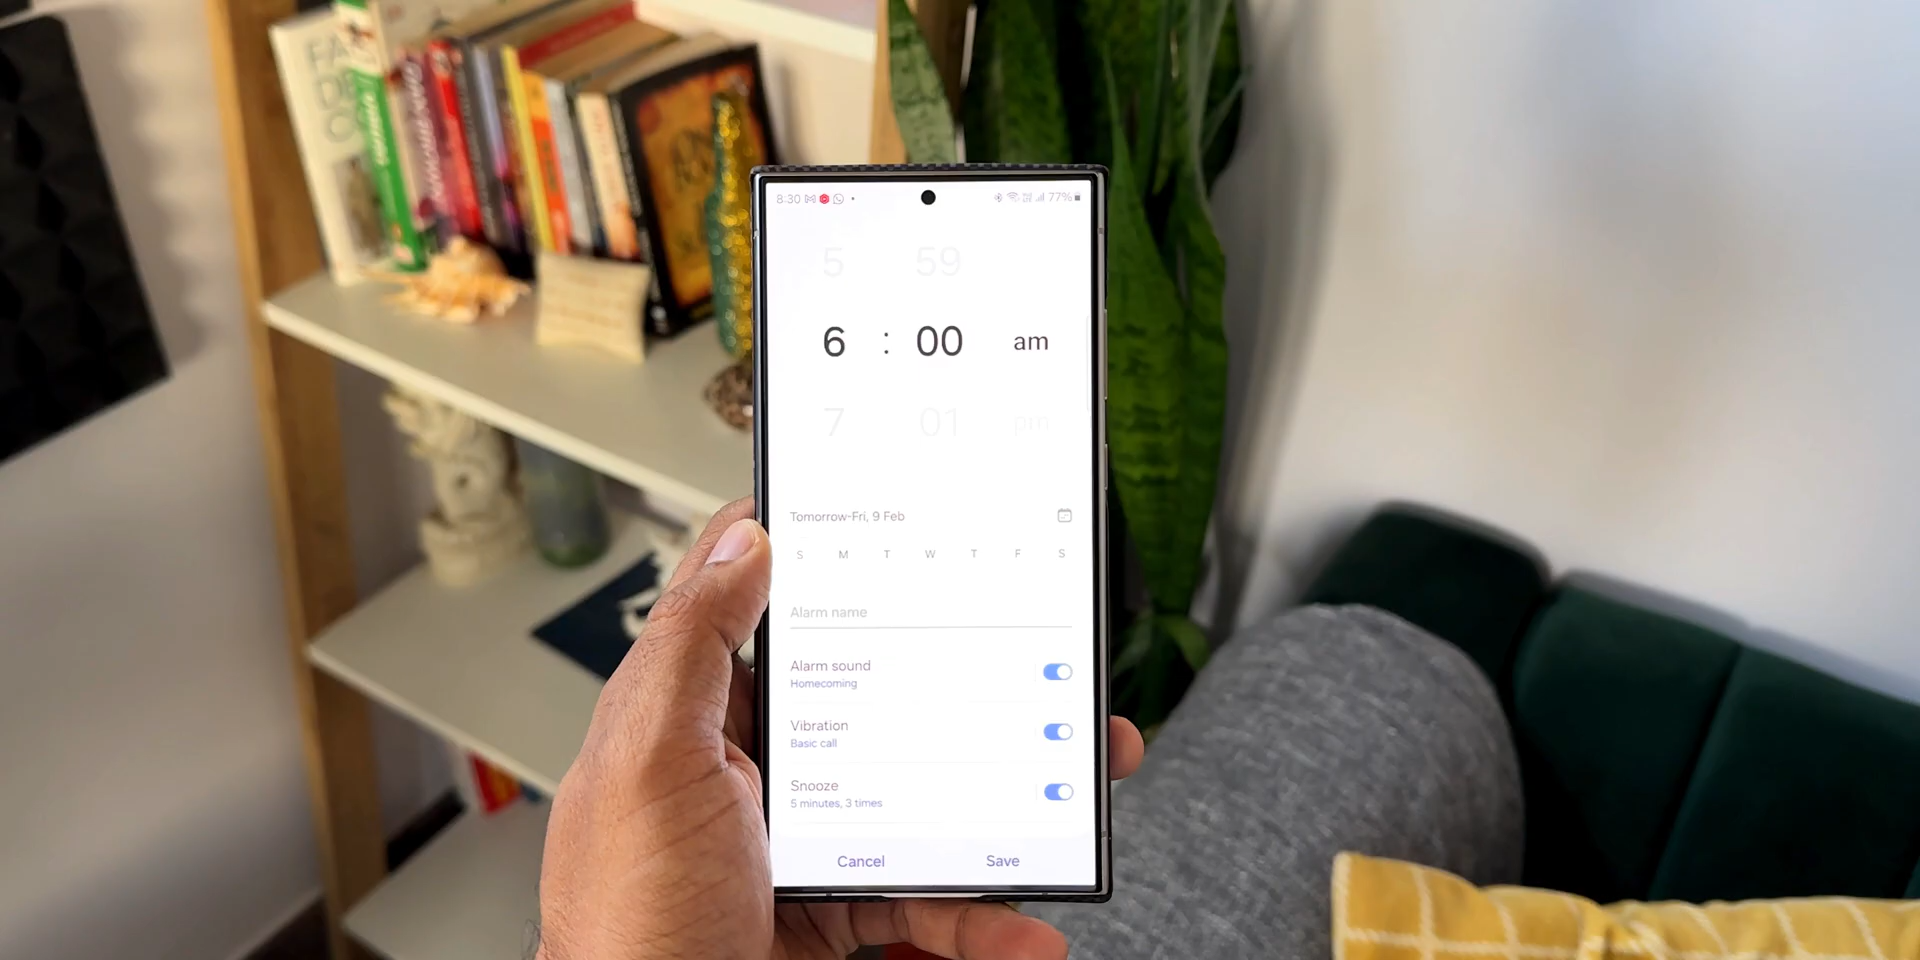 8:30 77%
5 59
6 : 00 am
7 01 pm
Tomorrow-Fri, 9 Feb
S M T W T F S
Alarm name
Alarm sound
Homecoming
Vibration
Basic call
Snooze
5 minutes, 3 times
Cancel Save